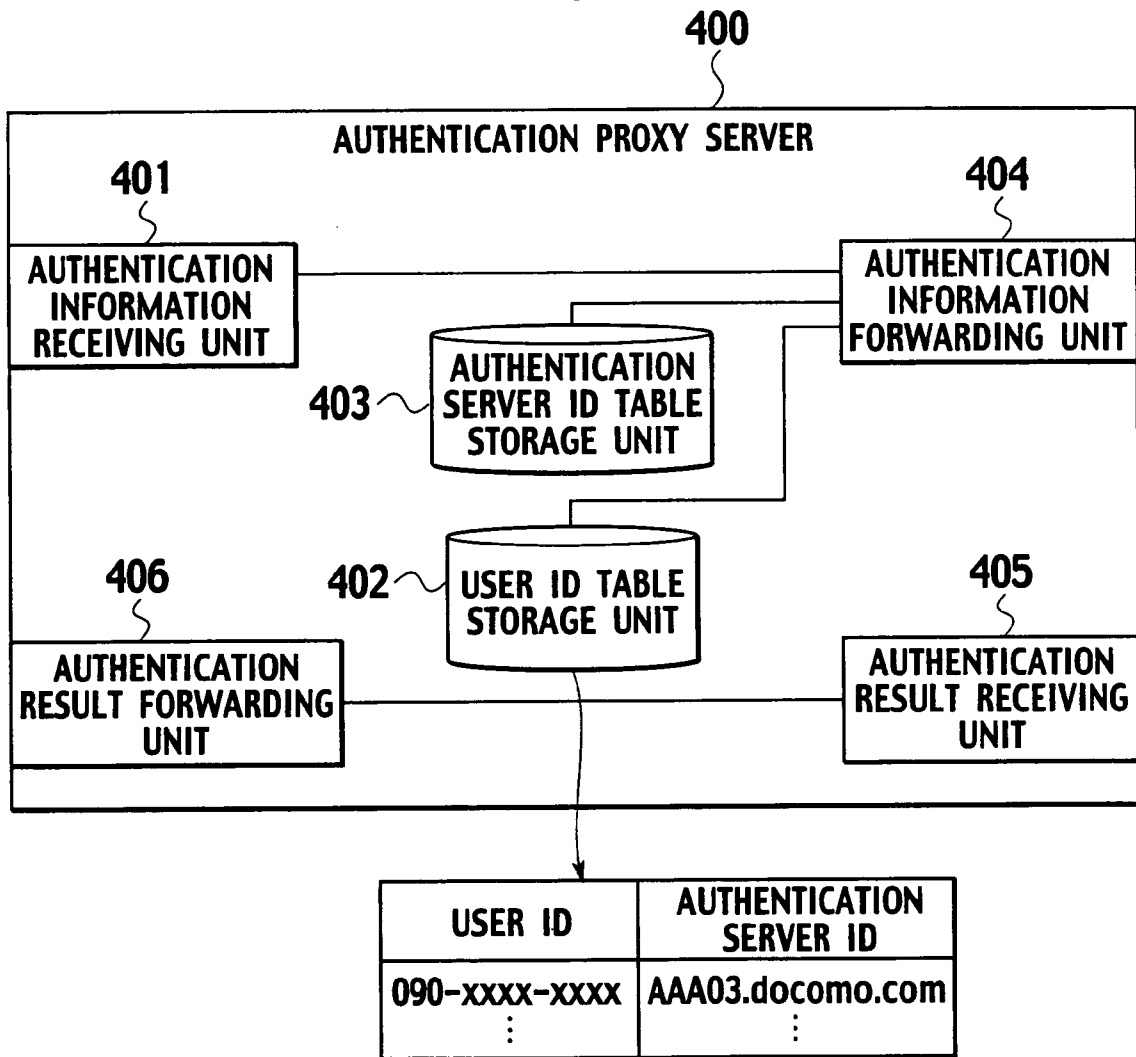 400
AUTHENTICATION PROXY SERVER
401
AUTHENTICATION
INFORMATION
RECEIVING UNIT
404
AUTHENTICATION
INFORMATION
FORWARDING UNIT
403
AUTHENTICATION
SERVER ID TABLE
STORAGE UNIT
402
USER ID TABLE
STORAGE UNIT
406
AUTHENTICATION
RESULT FORWARDING
UNIT
405
AUTHENTICATION
RESULT RECEIVING
UNIT
USER ID
AUTHENTICATION
SERVER ID
090-xxxx-xxxx
AAA03.docomo.com
⋮
⋮